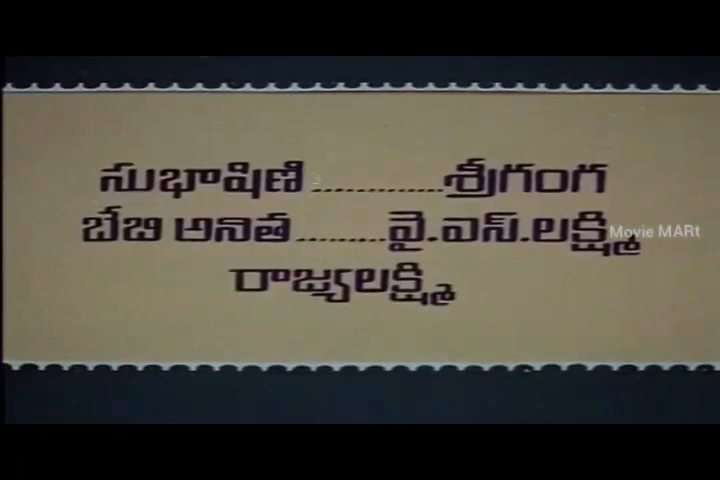 సుభాషిణి.............శ్రీగంగ
బేబి అనిత.........వై.ఎస్.లక్ష్మి
Movie MARt
రాజ్యలక్ష్మి